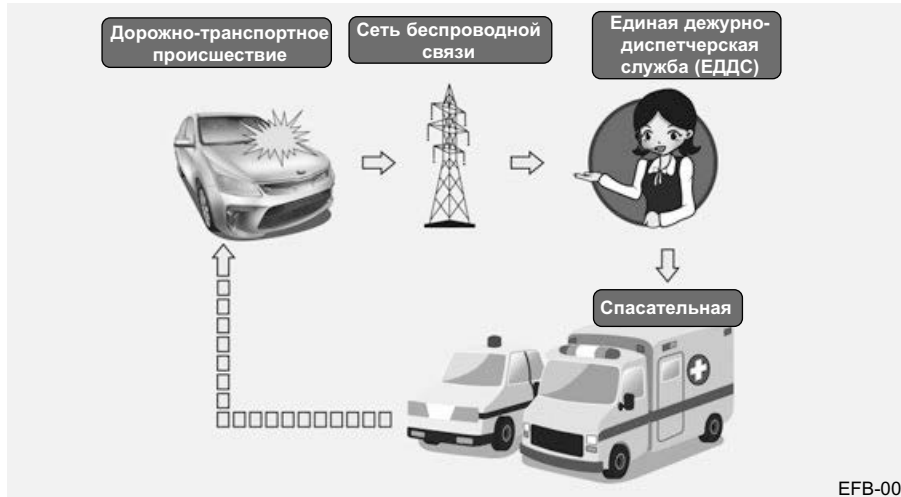 Дорожно-транспортное
происшествие
Сеть беспроводной
связи
Единая дежурно-
диспетчерская
служба (ЕДДС)
Спасательная
EFB-00